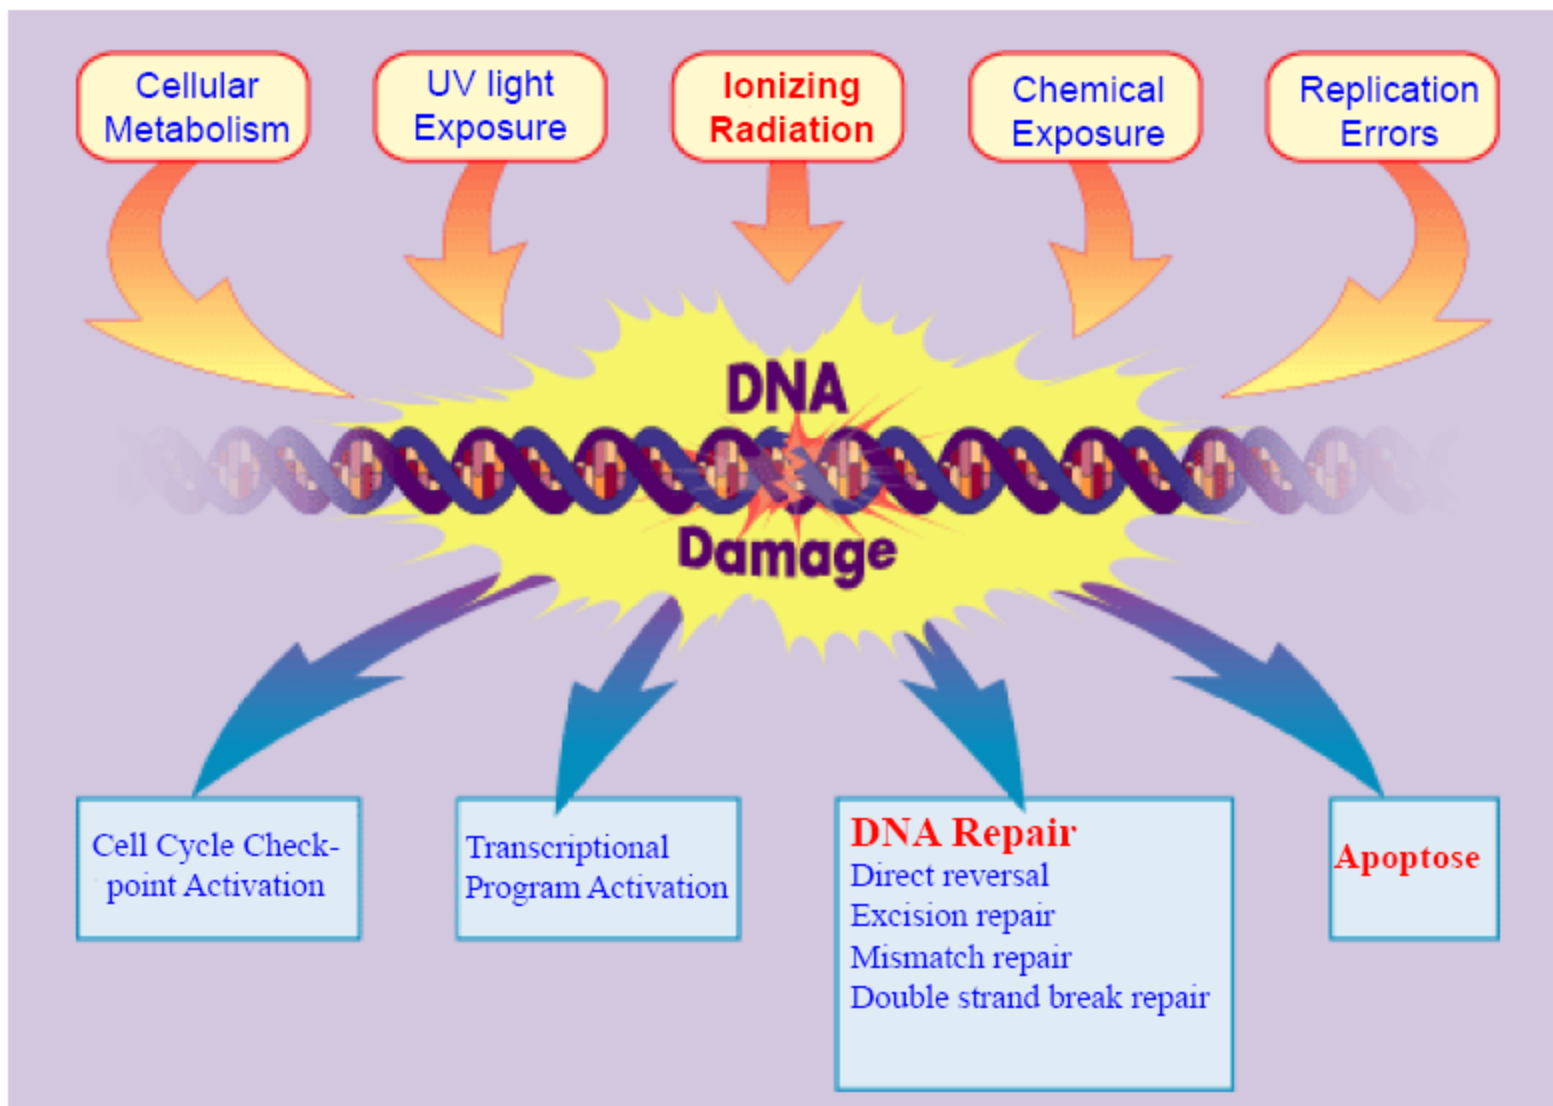 Cellular
Metabolism
UV light
Exposure
Ionizing
Radiation
Chemical
Exposure
Replication
Errors
DNA
Damage
Cell Cycle Check-
point Activation
Transcriptional
Program Activation
DNA Repair
Direct reversal
Excision repair
Mismatch repair
Double strand break repair
Apoptose